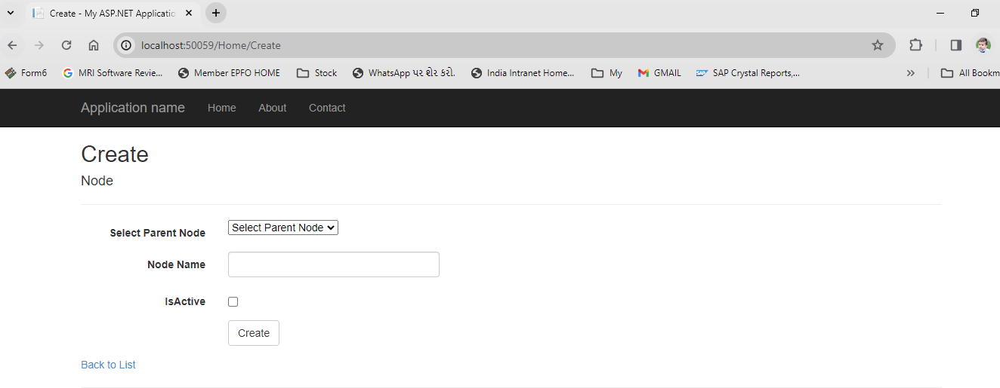 Create - My ASP.NET Applicatio
localhost:50059/Home/Create
Form6 MRI Software Revie... Member EPFO HOME Stock WhatsApp પર શેર કરો. India Intranet Home... My GMAIL SAP Crystal Reports,... All Bookm
Application name Home About Contact
Create
Node
Select Parent Node Select Parent Node
Node Name
IsActive
Create
Back to List